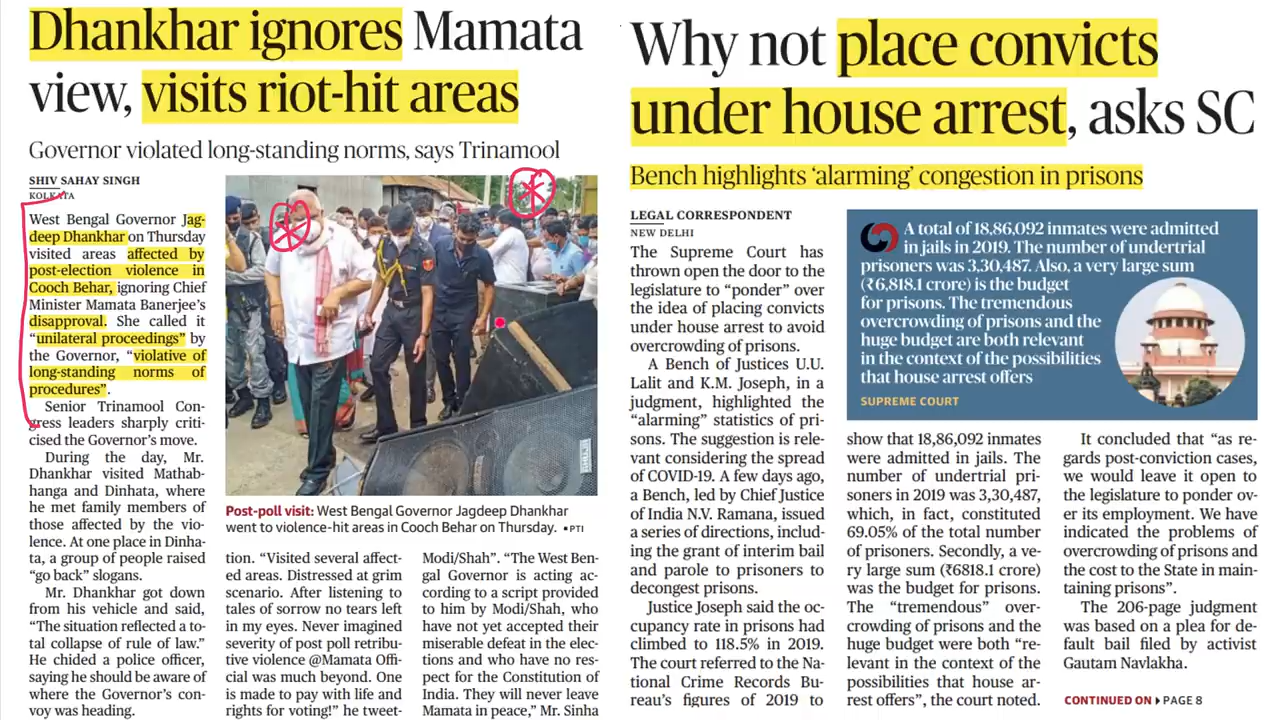 Dhankhar ignores Mamata
view, visits riot-hit areas
Governor violated long-standing norms, says Trinamool
SHIV SAHAY SINGH
KOLKATA
West Bengal Governor Jag-
deep Dhankhar on Thursday
visited areas affected by
post-election violence in
Cooch Behar, ignoring Chief
Minister Mamata Banerjee’s
disapproval. She called it
“unilateral proceedings” by
the Governor, “violative of
long-standing norms of
procedures”.
Senior Trinamool Con-
gress leaders sharply criti-
cised the Governor’s move.
During the day, Mr.
Dhankhar visited Mathab-
hanga and Dinhata, where
he met family members of
those affected by the vio-
lence. At one place in Dinha-
ta, a group of people raised
“go back” slogans.
Mr. Dhankhar got down
from his vehicle and said,
“The situation reflected a to-
tal collapse of rule of law.”
He chided a police officer,
saying he should be aware of
where the Governor’s con-
voy was heading.
Post-poll visit: West Bengal Governor Jagdeep Dhankhar
went to violence-hit areas in Cooch Behar on Thursday. ▪PTI
tion. “Visited several affect-
ed areas. Distressed at grim
scenario. After listening to
tales of sorrow no tears left
in my eyes. Never imagined
severity of post poll retribu-
tive violence @Mamata Offi-
cial was much beyond. One
is made to pay with life and
rights for voting!” he tweet-
Modi/Shah”. “The West Ben-
gal Governor is acting ac-
cording to a script provided
to him by Modi/Shah, who
have not yet accepted their
miserable defeat in the elec-
tions and who have no res-
pect for the Constitution of
India. They will never leave
Mamata in peace,” Mr. Sinha
Why not place convicts
under house arrest, asks SC
Bench highlights ‘alarming’ congestion in prisons
LEGAL CORRESPONDENT
NEW DELHI
The Supreme Court has
thrown open the door to the
legislature to “ponder” over
the idea of placing convicts
under house arrest to avoid
overcrowding of prisons.
A Bench of Justices U.U.
Lalit and K.M. Joseph, in a
judgment, highlighted the
“alarming” statistics of pri-
sons. The suggestion is rele-
vant considering the spread
of COVID-19. A few days ago,
a Bench, led by Chief Justice
of India N.V. Ramana, issued
a series of directions, includ-
ing the grant of interim bail
and parole to prisoners to
decongest prisons.
Justice Joseph said the oc-
cupancy rate in prisons had
climbed to 118.5% in 2019.
The court referred to the Na-
tional Crime Records Bu-
reau’s figures of 2019 to
A total of 18,86,092 inmates were admitted
in jails in 2019. The number of undertrial
prisoners was 3,30,487. Also, a very large sum
(₹6,818.1 crore) is the budget
for prisons. The tremendous
overcrowding of prisons and the
huge budget are both relevant
in the context of the possibilities
that house arrest offers
SUPREME COURT
show that 18,86,092 inmates
were admitted in jails. The
number of undertrial pri-
soners in 2019 was 3,30,487,
which, in fact, constituted
69.05% of the total number
of prisoners. Secondly, a ve-
ry large sum (₹6818.1 crore)
was the budget for prisons.
The “tremendous” over-
crowding of prisons and the
huge budget were both “re-
levant in the context of the
possibilities that house ar-
rest offers”, the court noted.
It concluded that “as re-
gards post-conviction cases,
we would leave it open to
the legislature to ponder ov-
er its employment. We have
indicated the problems of
overcrowding of prisons and
the cost to the State in main-
taining prisons”.
The 206-page judgment
was based on a plea for de-
fault bail filed by activist
Gautam Navlakha.
CONTINUED ON ▸ PAGE 8